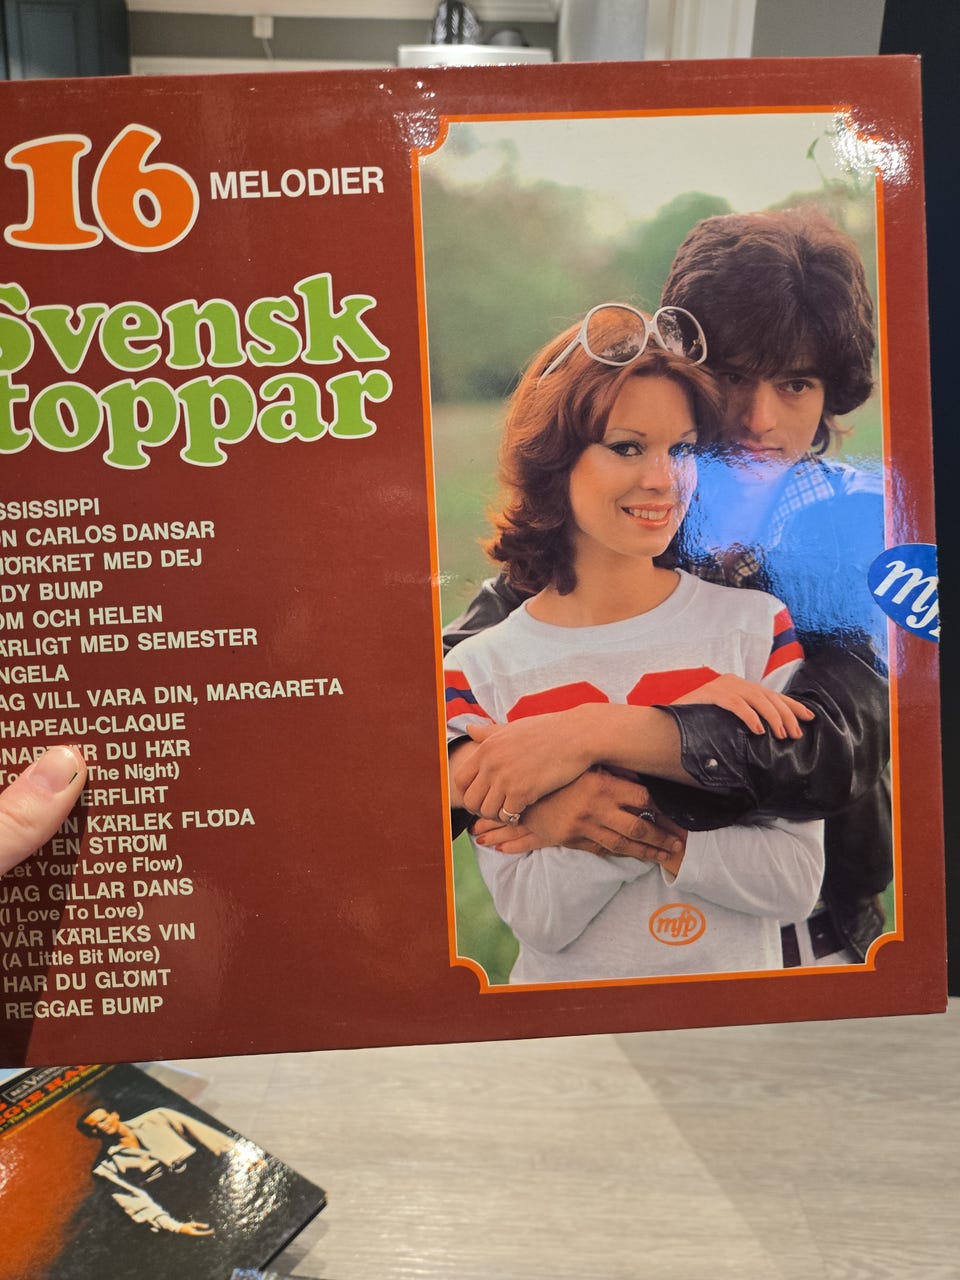 16 MELODIER
Svensk
toppar
SSISSIPPI
ON CARLOS DANSAR
MÖRKRET MED DEJ
DY BUMP
OM OCH HELEN
ÄRLIGT MED SEMESTER
NGELA
AG VILL VARA DIN, MARGARETA
HAPEAU-CLAQUE
DU HÄR
The Night)
ERFLIRT
IN KÄRLEK FLÖDA
EN STRÖM
(Let Your Love Flow)
JAG GILLAR DANS
(I Love To Love)
VÅR KÄRLEKS VIN
(A Little Bit More)
HAR DU GLÖMT
REGGAE BUMP
mfp
mfp